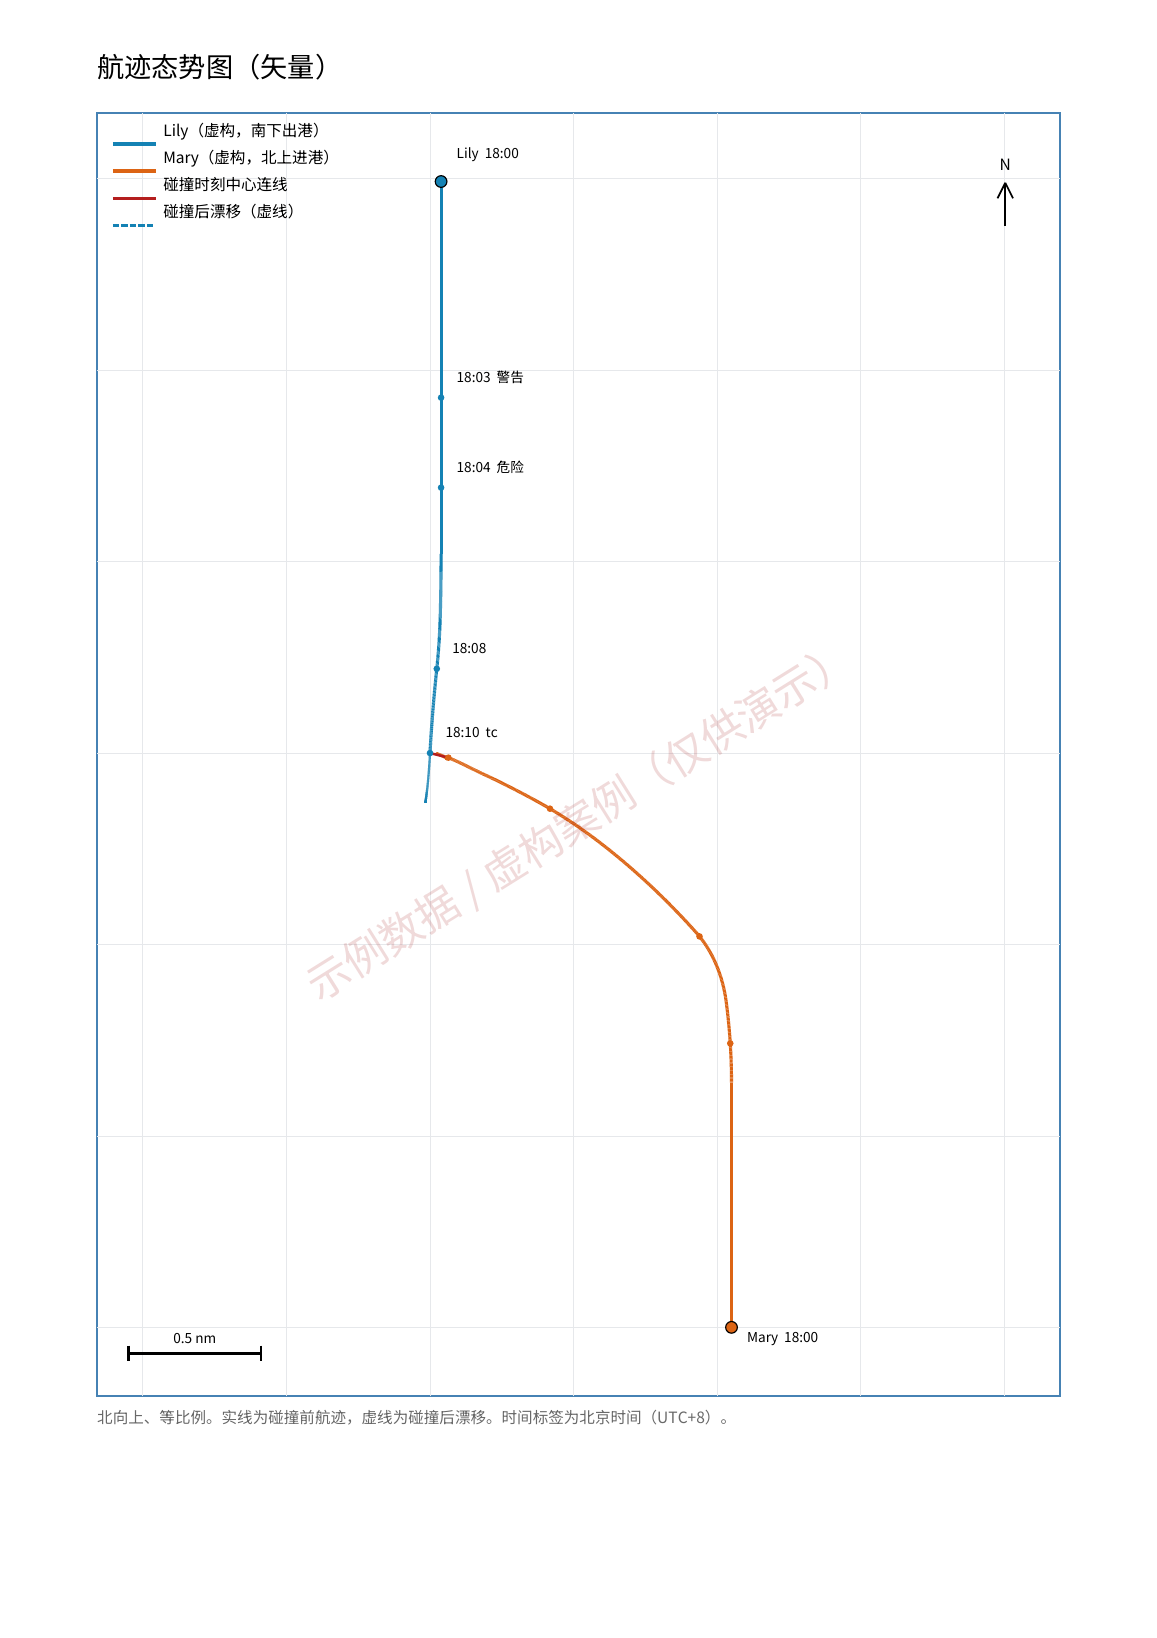 航迹态势图（矢量）
Lily（虚构，南下出港）
Mary（虚构，北上进港）
碰撞时刻中心连线
碰撞后漂移（虚线）
Lily 18:00
N
18:03 警告
18:04 危险
18:08
18:10 tc
示例数据 / 虚构案例（仅供演示）
0.5 nm
Mary 18:00
北向上、等比例。实线为碰撞前航迹，虚线为碰撞后漂移。时间标签为北京时间（UTC+8）。